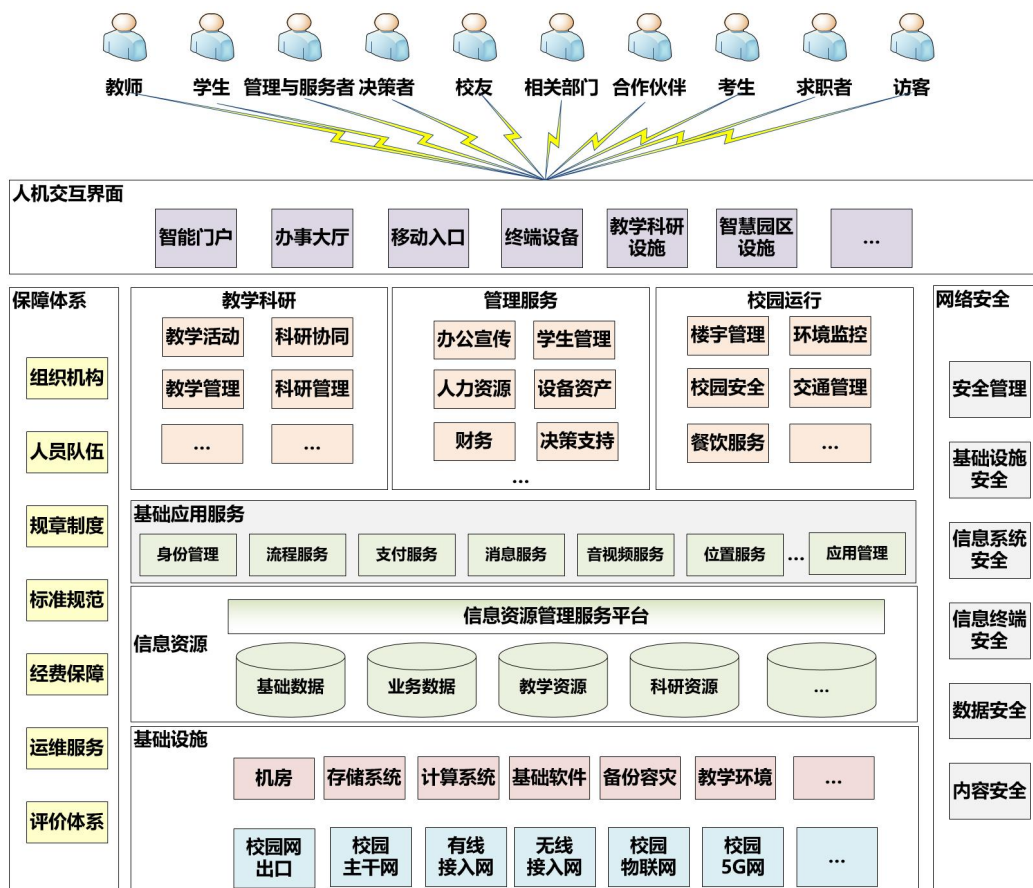 教师 学生 管理与服务者 决策者 校友 相关部门 合作伙伴 考生 求职者 访客
人机交互界面
智能门户 办事大厅 移动入口 终端设备 教学科研设施 智慧园区设施 ...
保障体系
组织机构
人员队伍
规章制度
标准规范
经费保障
运维服务
评价体系
教学科研
教学活动 科研协同
教学管理 科研管理
... ...
管理服务
办公宣传 学生管理
人力资源 设备资产
财务 决策支持
...
校园运行
楼宇管理 环境监控
校园安全 交通管理
餐饮服务 ...
基础应用服务
身份管理 流程服务 支付服务 消息服务 音视频服务 位置服务 ... 应用管理
信息资源
信息资源管理服务平台
基础数据 业务数据 教学资源 科研资源 ...
基础设施
机房 存储系统 计算系统 基础软件 备份容灾 教学环境 ...
校园网出口 校园主干网 有线接入网 无线接入网 校园物联网 校园5G网 ...
网络安全
安全管理
基础设施
安全
信息系统
安全
信息终端
安全
数据安全
内容安全